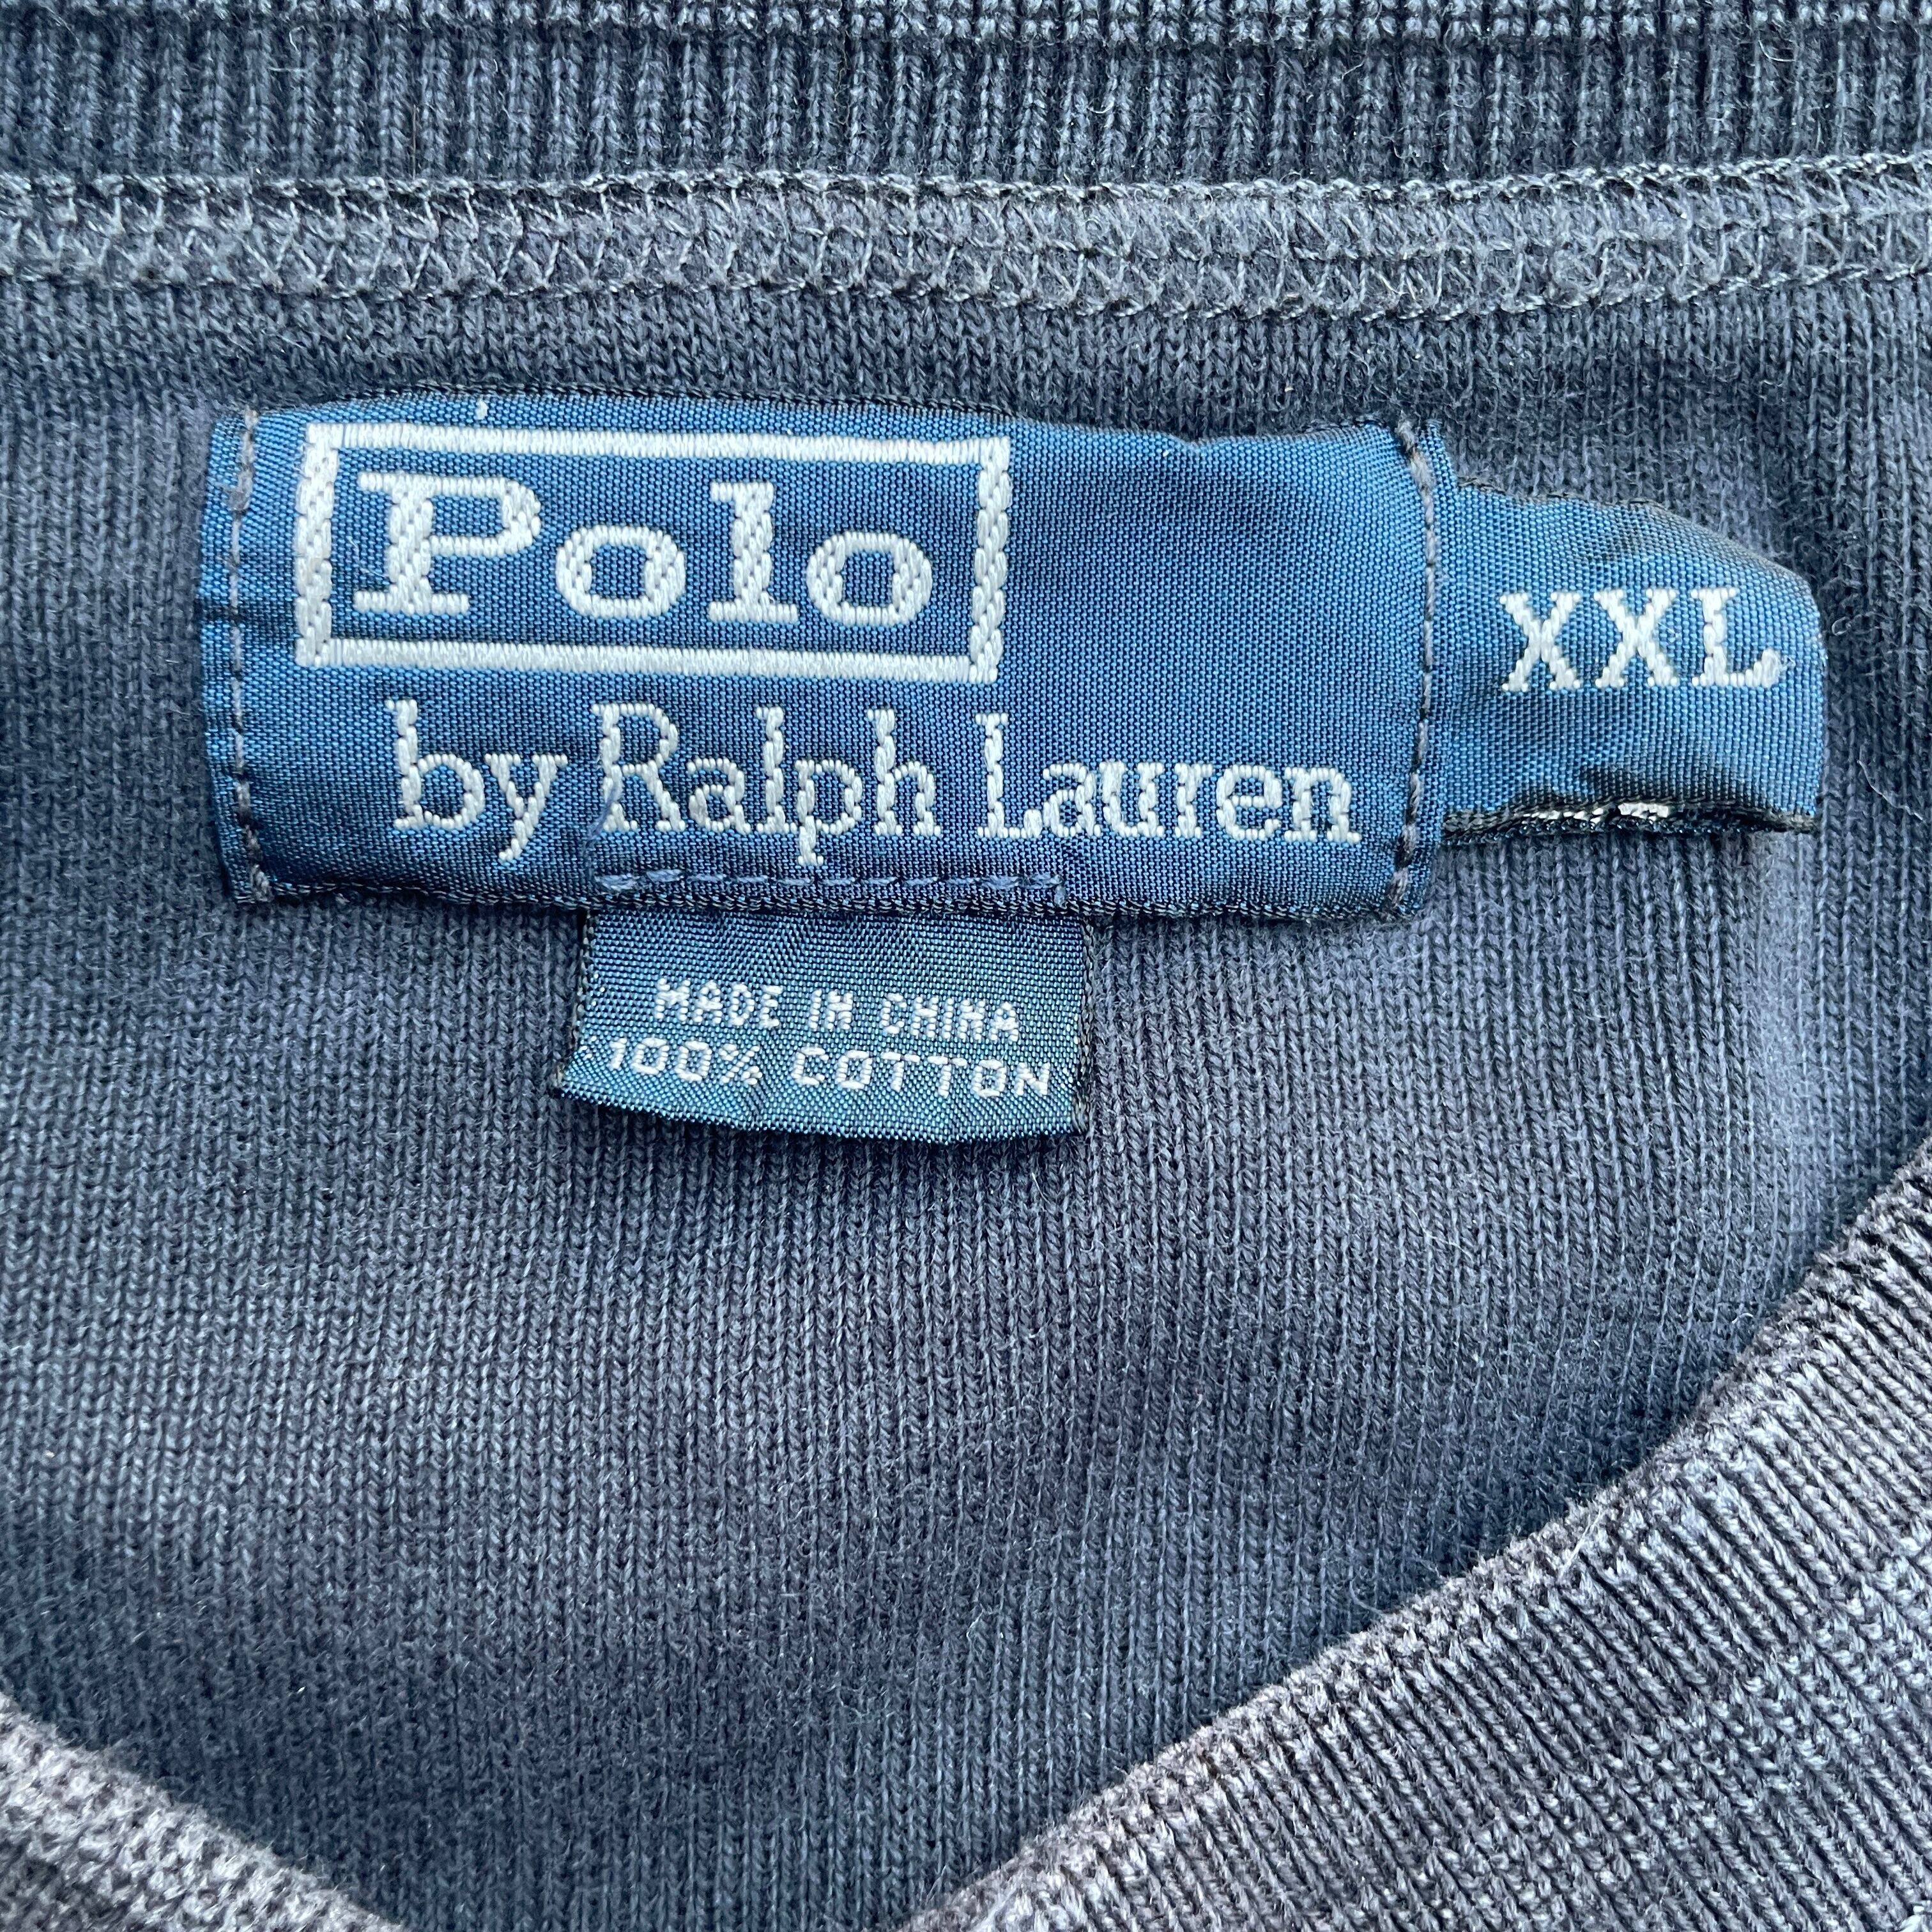 Polo
by Ralph Lauren
XXL
MADE IN CHINA
100% COTTON